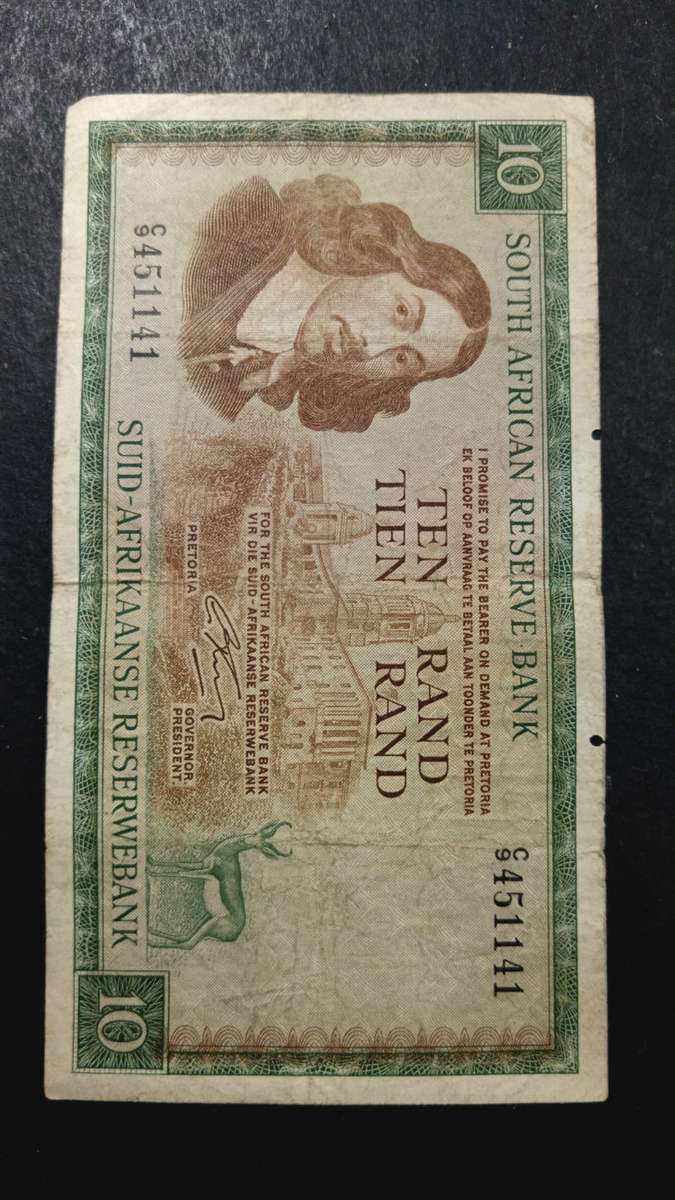 10
SOUTH AFRICAN RESERVE BANK
I PROMISE TO PAY THE BEARER ON DEMAND AT PRETORIA
EK BELOOF OP AANVRAAG TE BETAAL AAN TOONDER TE PRETORIA
C/9 451141
TEN RAND
TIEN RAND
FOR THE SOUTH AFRICAN RESERVE BANK
VIR DIE SUID-AFRIKAANSE RESERWEBANK
PRETORIA
GOVERNOR.
PRESIDENT.
C/9 451141
SUID-AFRIKAANSE RESERWEBANK
10